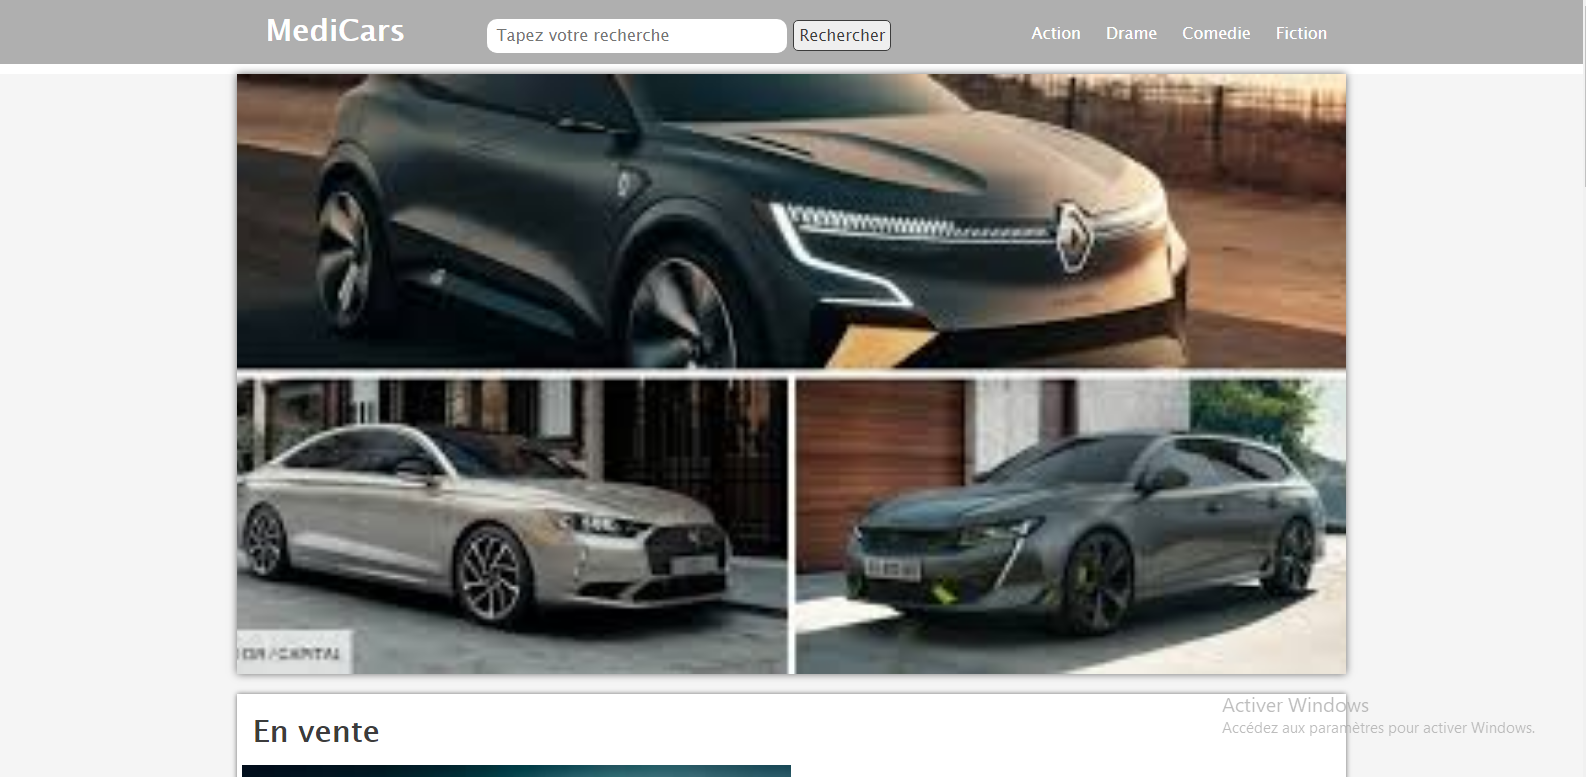 MediCars
Tapez votre recherche
Rechercher
Action
Drame
Comedie
Fiction
/CAPITAL
En vente
Activer Windows
Accédez aux paramètres pour activer Windows.